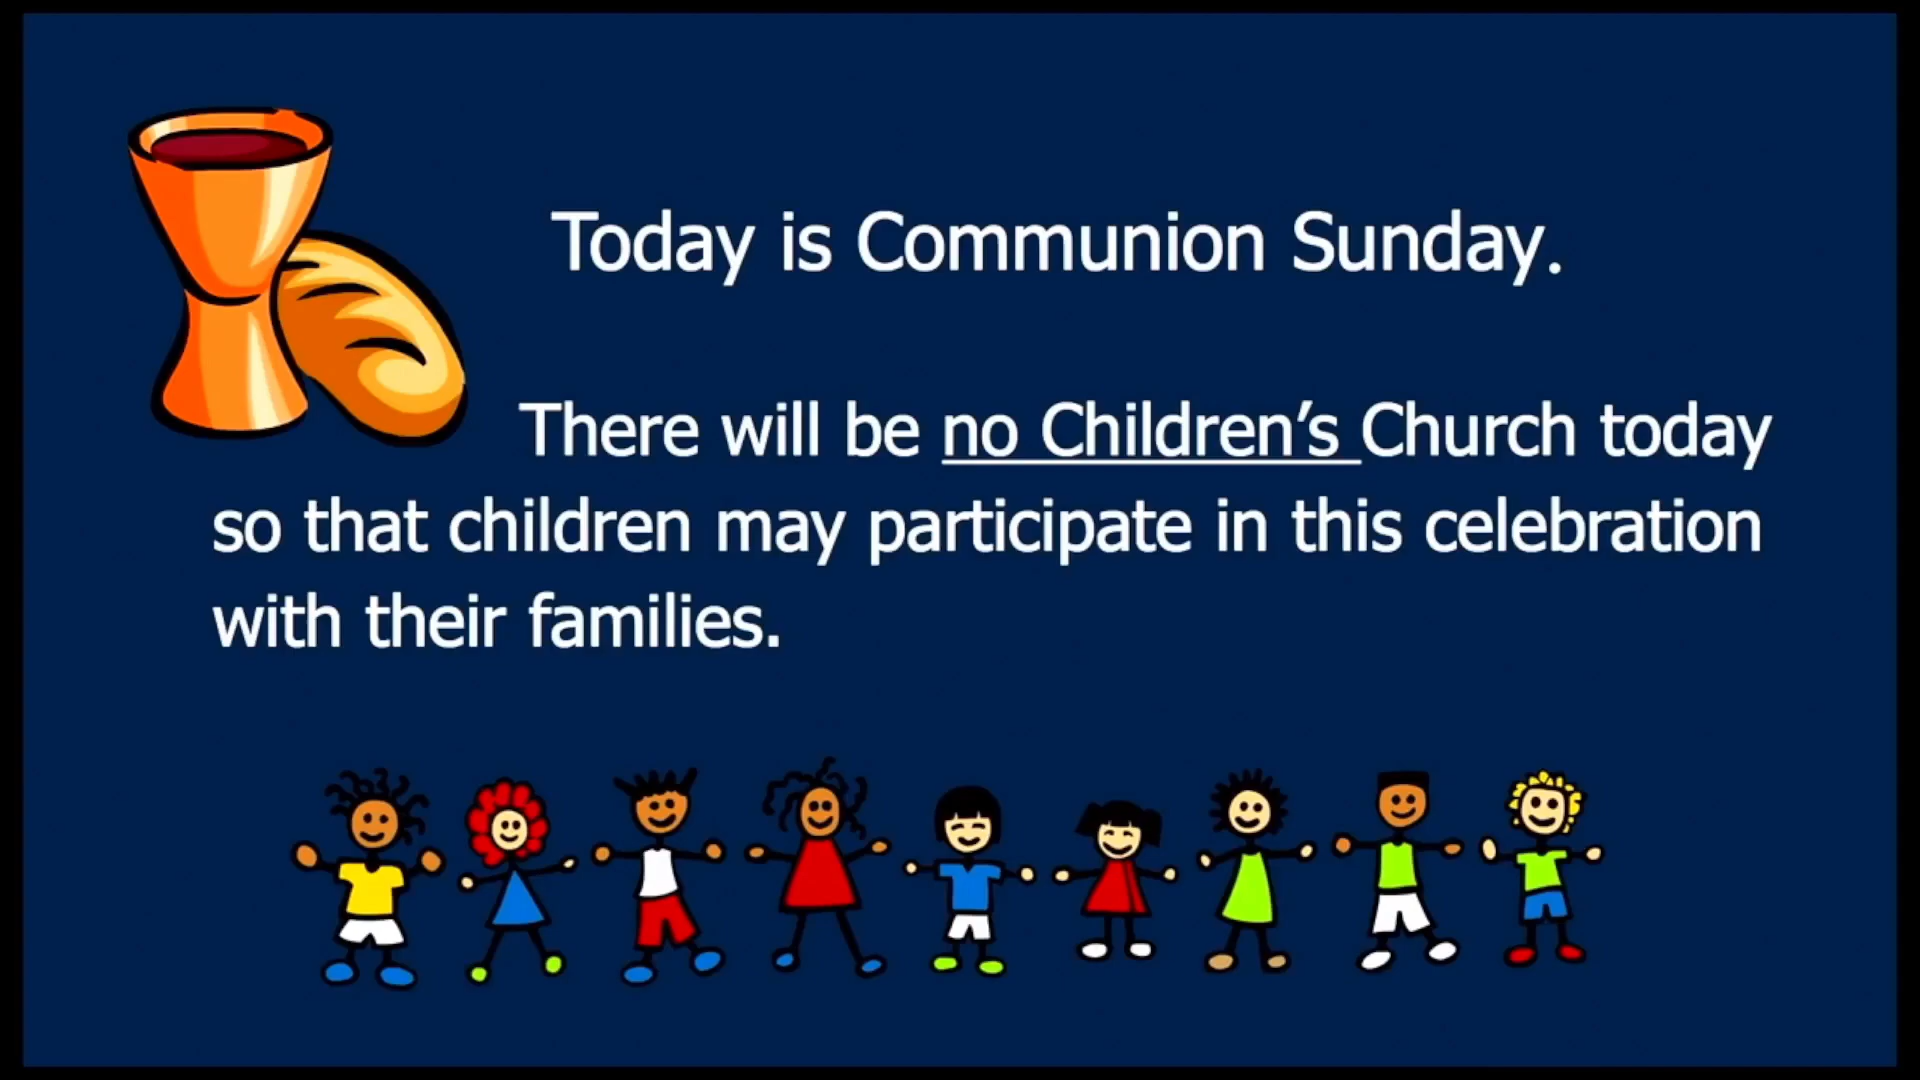 Today is Communion Sunday.
There will be no Children’s Church today
so that children may participate in this celebration
with their families.